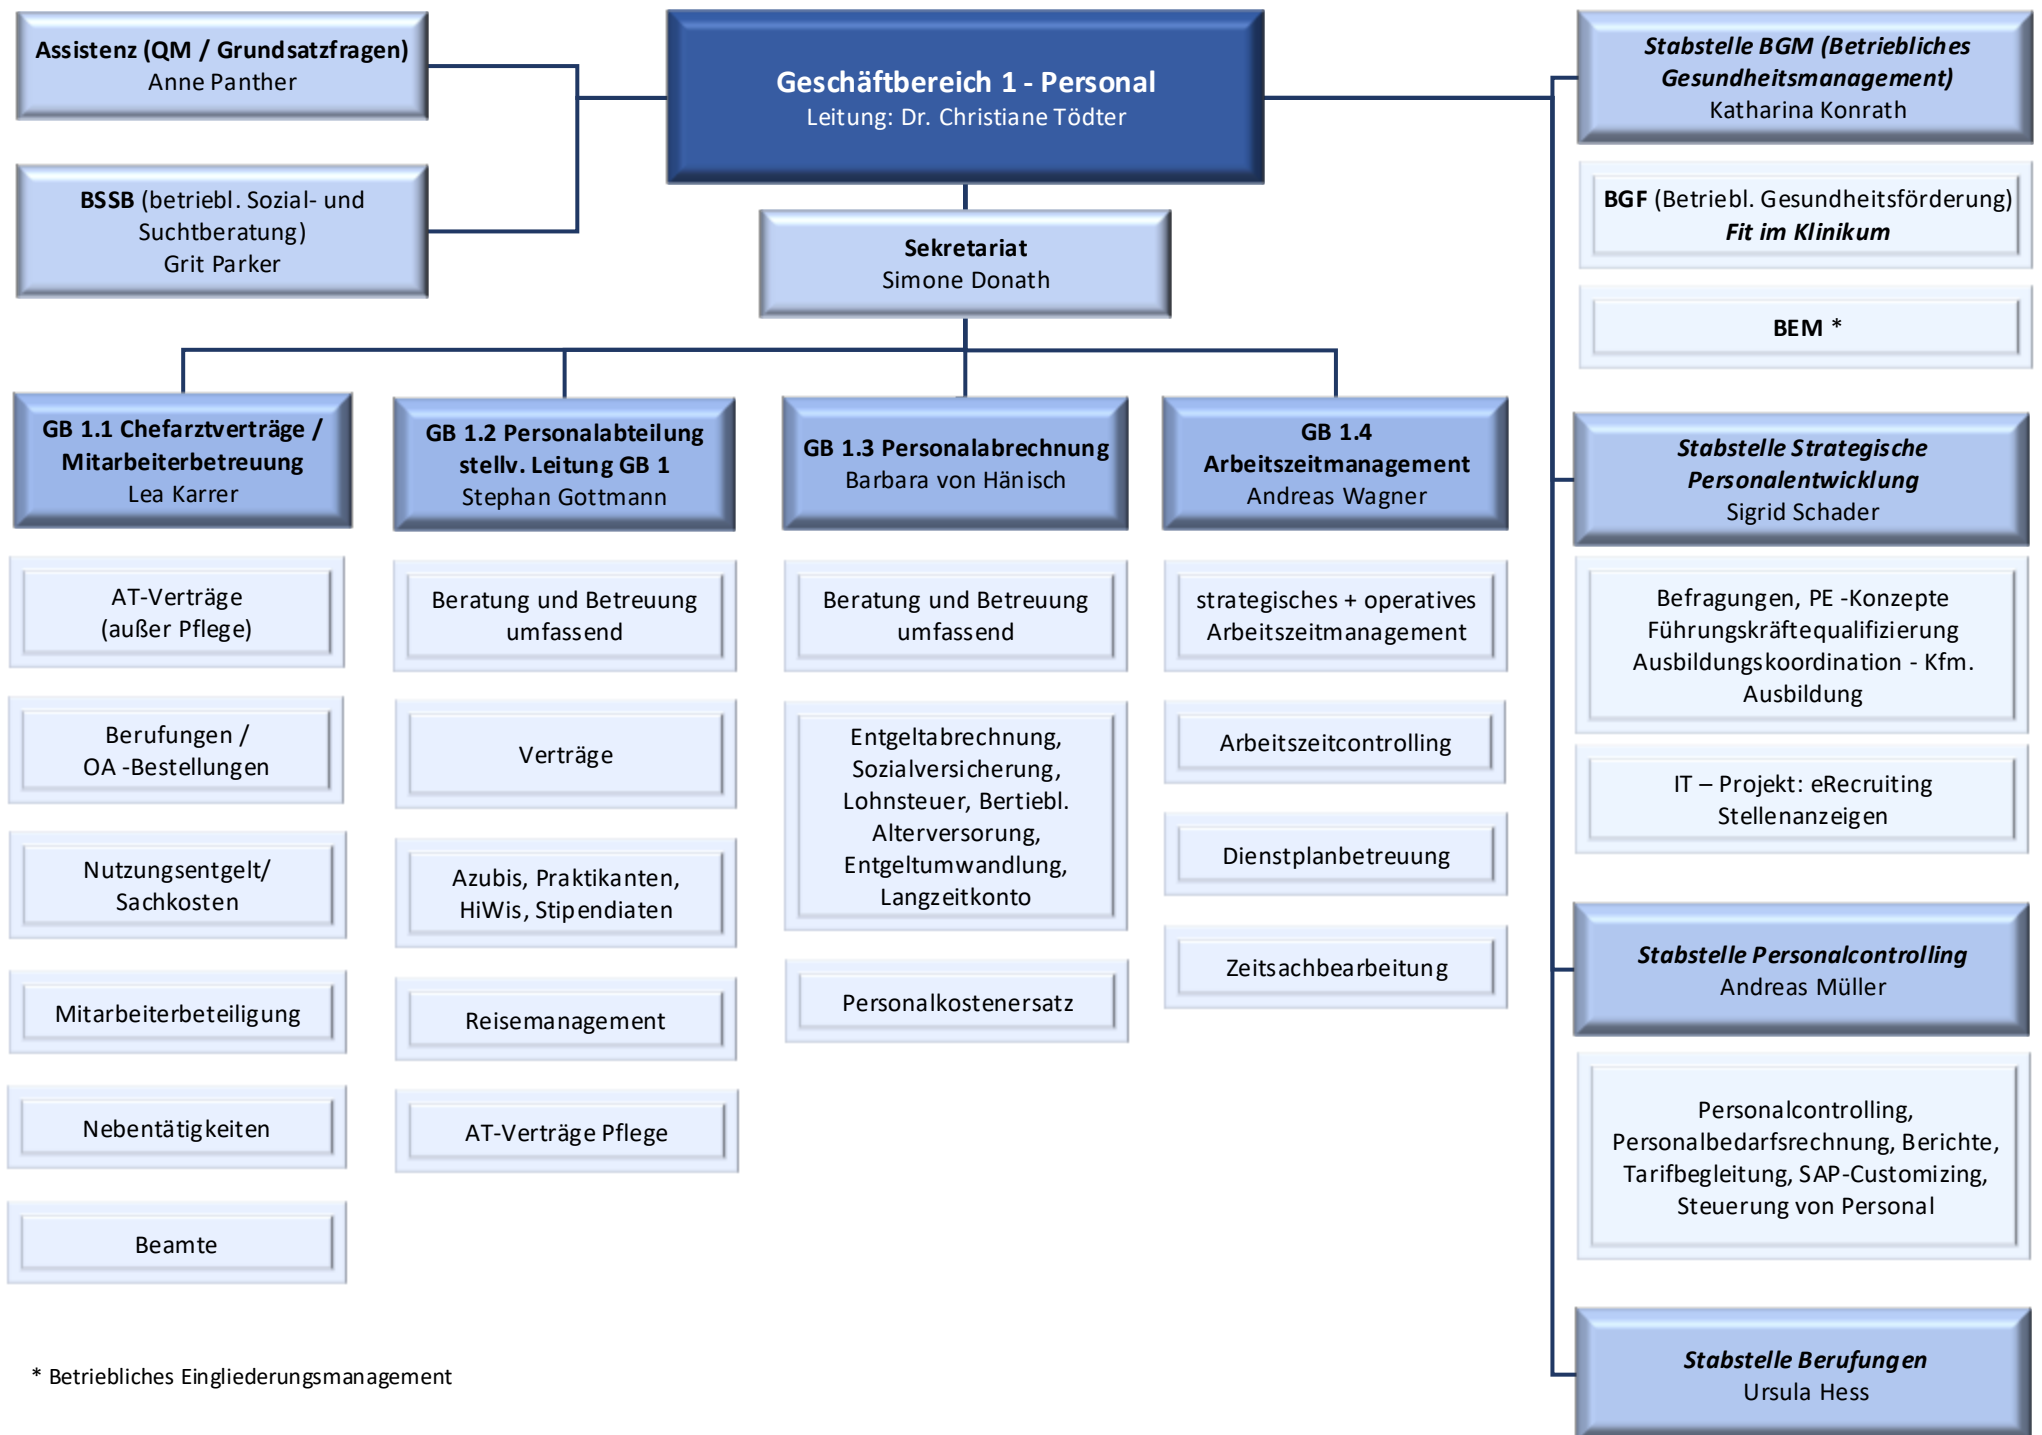 Assistenz (QM / Grundsatzfragen)
Anne Panther
BSSB (betriebl. Sozial- und
Suchtberatung)
Grit Parker
Geschäftbereich 1 - Personal
Leitung: Dr. Christiane Tödter
Sekretariat
Simone Donath
Stabstelle BGM (Betriebliches
Gesundheitsmanagement)
Katharina Konrath
BGF (Betriebl. Gesundheitsförderung)
Fit im Klinikum
BEM *
GB 1.1 Chefarztverträge /
Mitarbeiterbetreuung
Lea Karrer
AT-Verträge
(außer Pflege)
Berufungen /
OA -Bestellungen
Nutzungsentgelt/
Sachkosten
Mitarbeiterbeteiligung
Nebentätigkeiten
Beamte
GB 1.2 Personalabteilung
stellv. Leitung GB 1
Stephan Gottmann
Beratung und Betreuung
umfassend
Verträge
Azubis, Praktikanten,
HiWis, Stipendiaten
Reisemanagement
AT-Verträge Pflege
GB 1.3 Personalabrechnung
Barbara von Hänisch
Beratung und Betreuung
umfassend
Entgeltabrechnung,
Sozialversicherung,
Lohnsteuer, Bertiebl.
Alterversorung,
Entgeltumwandlung,
Langzeitkonto
Personalkostenersatz
GB 1.4
Arbeitszeitmanagement
Andreas Wagner
strategisches + operatives
Arbeitszeitmanagement
Arbeitszeitcontrolling
Dienstplanbetreuung
Zeitsachbearbeitung
Stabstelle Strategische
Personalentwicklung
Sigrid Schader
Befragungen, PE -Konzepte
Führungskräftequalifizierung
Ausbildungskoordination - Kfm.
Ausbildung
IT – Projekt: eRecruiting
Stellenanzeigen
Stabstelle Personalcontrolling
Andreas Müller
Personalcontrolling,
Personalbedarfsrechnung, Berichte,
Tarifbegleitung, SAP-Customizing,
Steuerung von Personal
Stabstelle Berufungen
Ursula Hess
* Betriebliches Eingliederungsmanagement